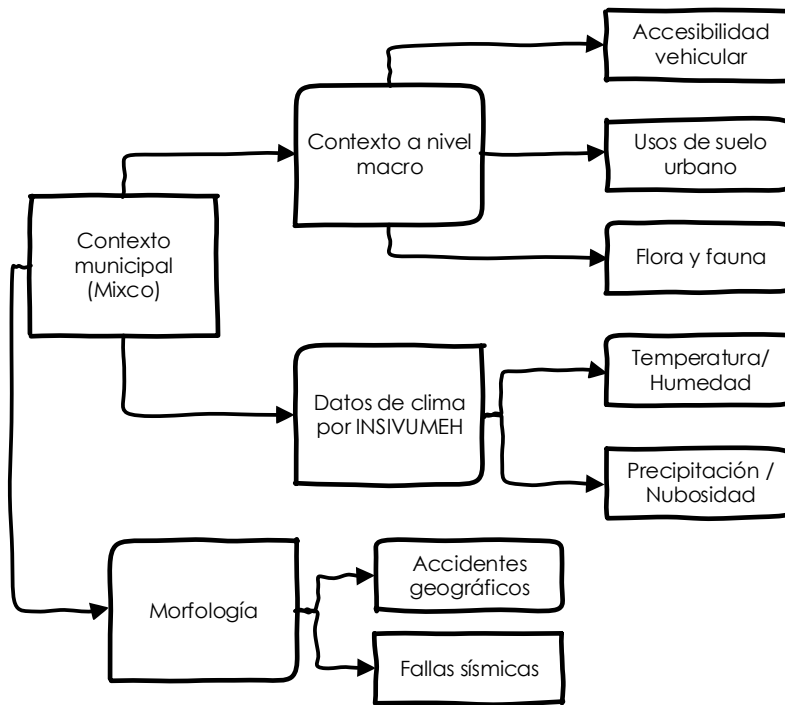 Accesibilidad
vehicular
Contexto a nivel
macro
Usos de suelo
urbano
Contexto
municipal
(Mixco)
Flora y fauna
Datos de clima
por INSIVUMEH
Temperatura/
Humedad
Precipitación /
Nubosidad
Morfología
Accidentes
geográficos
Fallas sísmicas